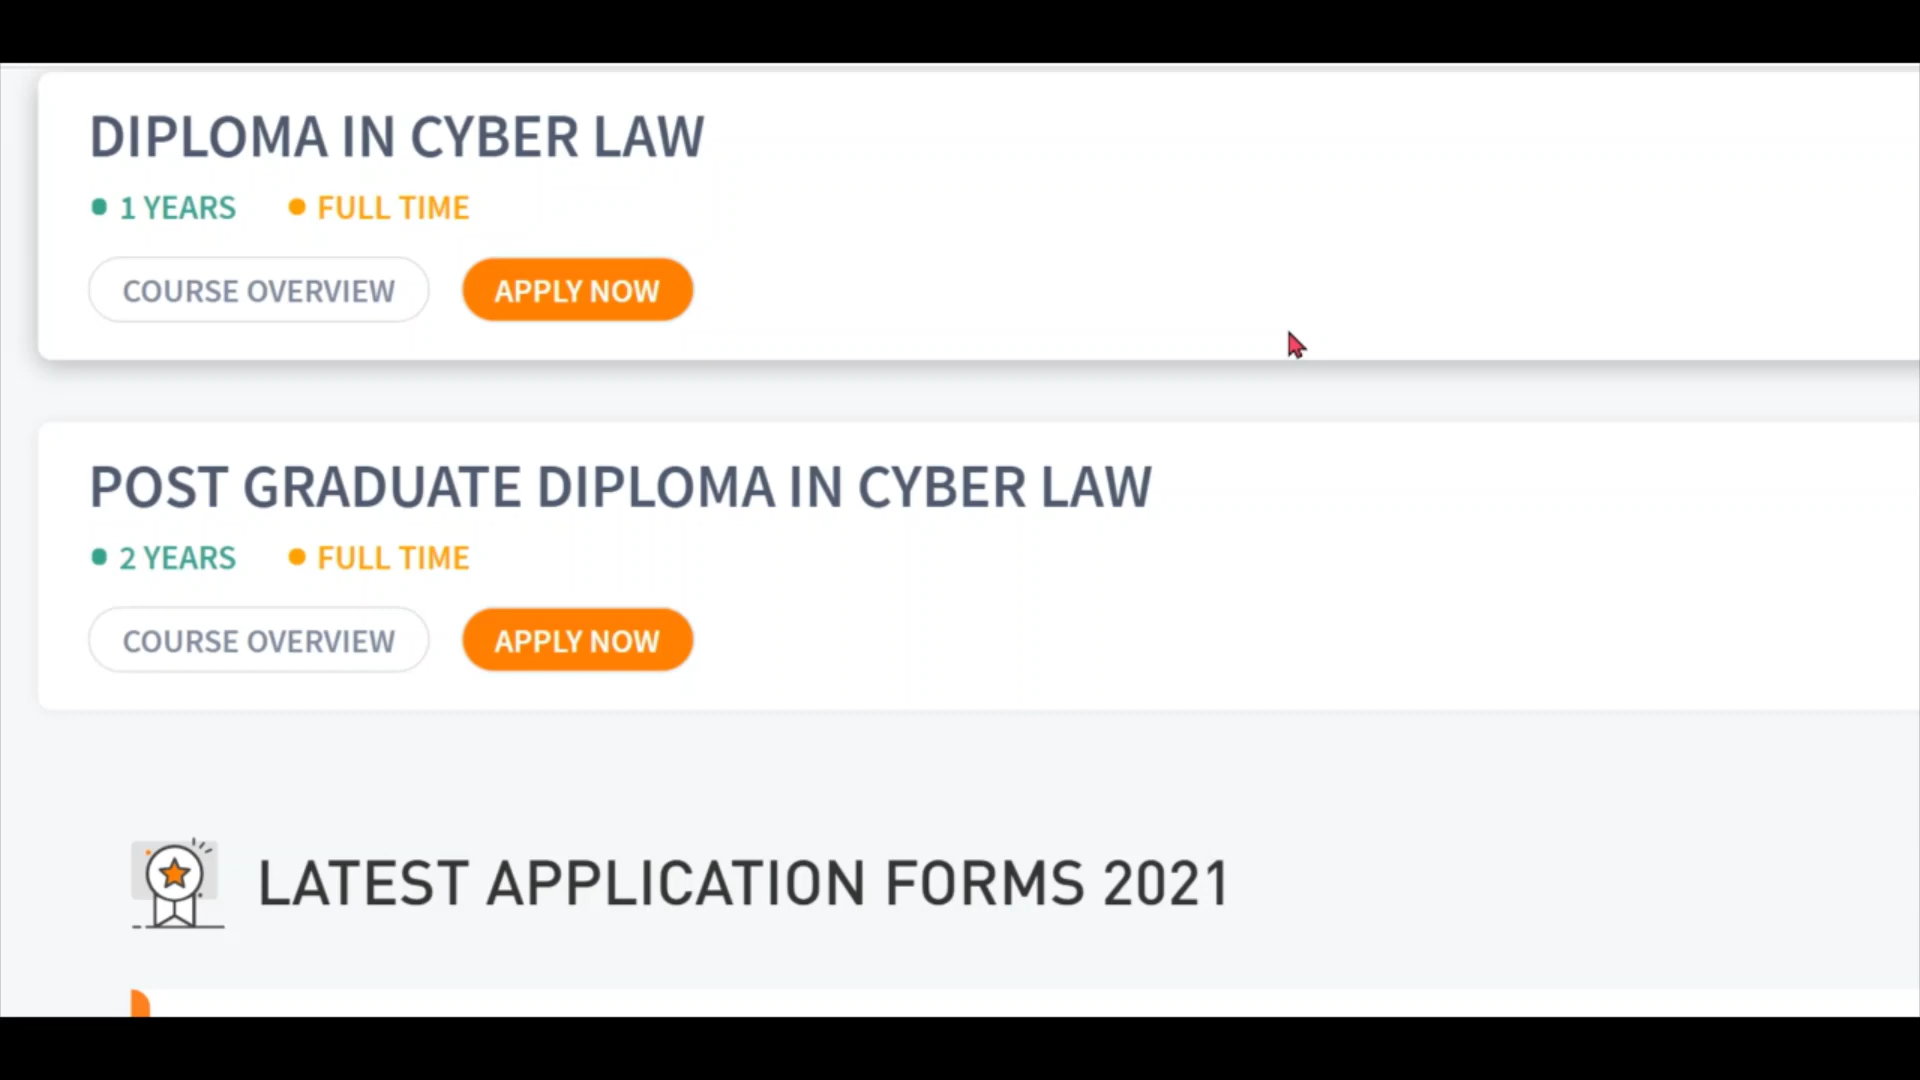 DIPLOMA IN CYBER LAW
1 YEARS FULL TIME
COURSE OVERVIEW APPLY NOW
POST GRADUATE DIPLOMA IN CYBER LAW
2 YEARS FULL TIME
COURSE OVERVIEW APPLY NOW
LATEST APPLICATION FORMS 2021